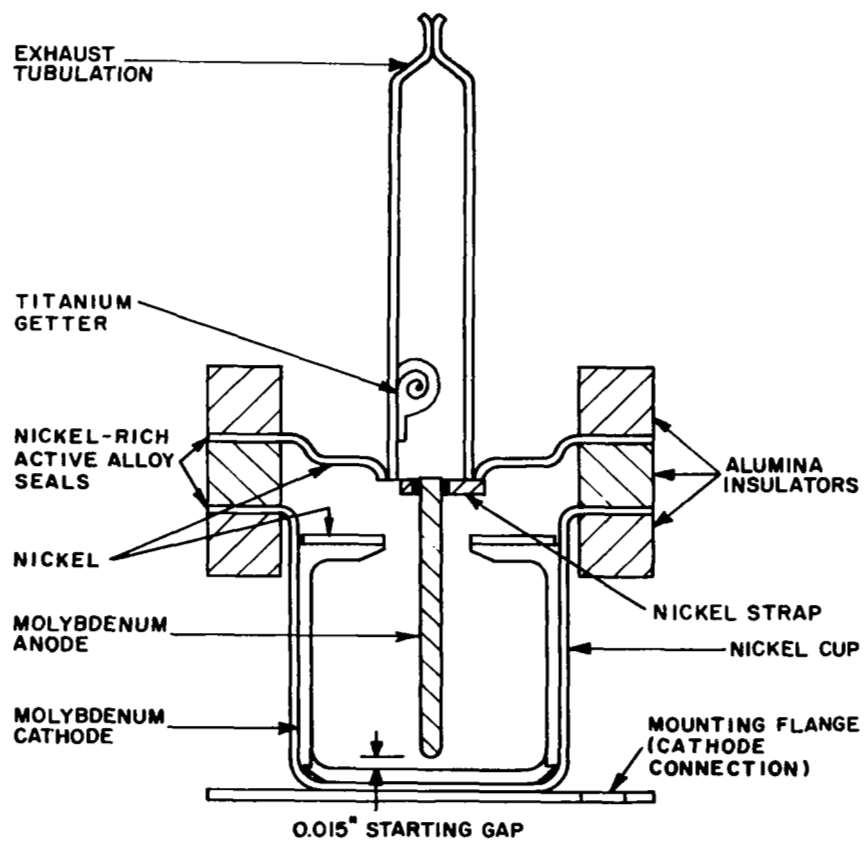 EXHAUST
TUBULATION
TITANIUM
GETTER
NICKEL-RICH
ACTIVE ALLOY
SEALS
ALUMINA
INSULATORS
NICKEL
NICKEL STRAP
MOLYBDENUM
ANODE
NICKEL CUP
MOLYBDENUM
CATHODE
MOUNTING FLANGE
(CATHODE
CONNECTION)
0.015" STARTING GAP